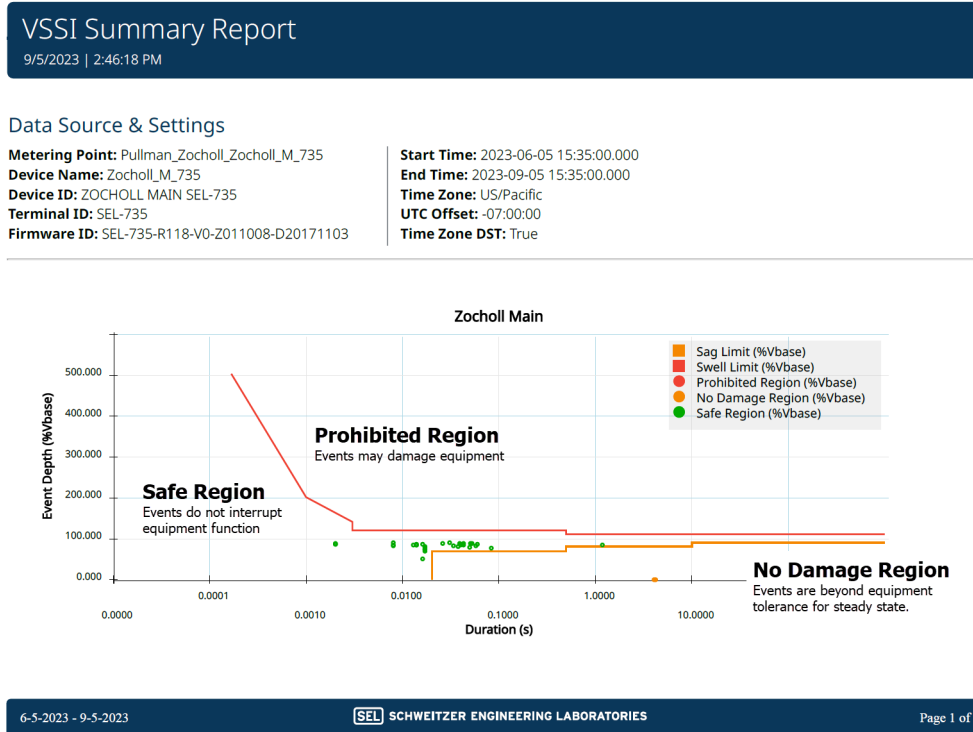 VSSI Summary Report
9/5/2023 | 2:46:18 PM
Data Source & Settings
Metering Point: Pullman_Zocholl_Zocholl_M_735
Device Name: Zocholl_M_735
Device ID: ZOCHOLL MAIN SEL-735
Terminal ID: SEL-735
Firmware ID: SEL-735-R118-V0-Z011008-D20171103
Start Time: 2023-06-05 15:35:00.000
End Time: 2023-09-05 15:35:00.000
Time Zone: US/Pacific
UTC Offset: -07:00:00
Time Zone DST: True
Zocholl Main
Sag Limit (%Vbase)
Swell Limit (%Vbase)
Prohibited Region (%Vbase)
No Damage Region (%Vbase)
Safe Region (%Vbase)
Event Depth (%Vbase)
500.000
400.000
300.000
200.000
100.000
0.000
Prohibited Region
Events may damage equipment
Safe Region
Events do not interrupt
equipment function
No Damage Region
Events are beyond equipment
tolerance for steady state.
0.0001 0.0100 1.0000
0.0000 0.0010 0.1000 10.0000
Duration (s)
6-5-2023 - 9-5-2023
SEL SCHWEITZER ENGINEERING LABORATORIES
Page 1 of